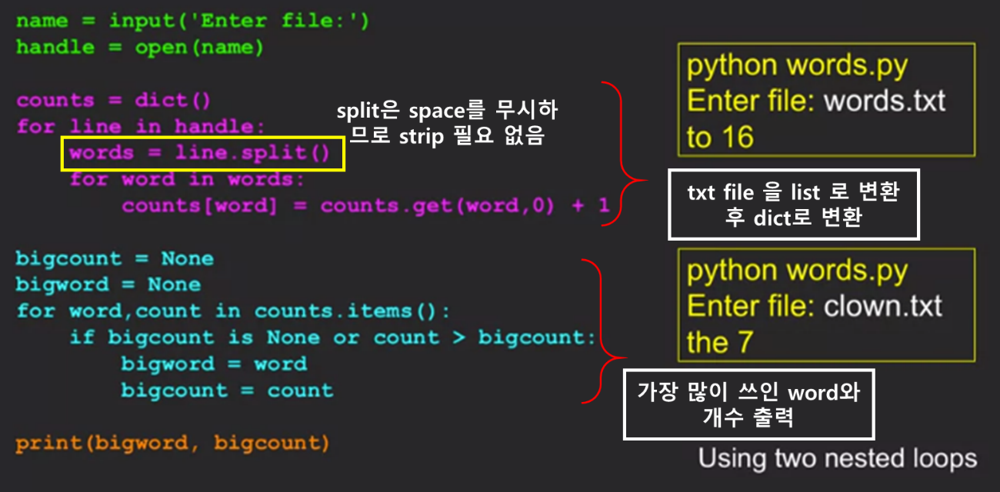 name = input('Enter file:')
handle = open(name)
counts = dict()
for line in handle:
words = line.split()
for word in words:
counts[word] = counts.get(word,0) + 1
split은 space를 무시하
므로 strip 필요 없음
bigcount = None
bigword = None
for word,count in counts.items():
if bigcount is None or count > bigcount:
bigword = word
bigcount = count
print(bigword, bigcount)
python words.py
Enter file: words.txt
to 16
txt file 을 list 로 변환
후 dict로 변환
python words.py
Enter file: clown.txt
the 7
가장 많이 쓰인 word와
개수 출력
Using two nested loops